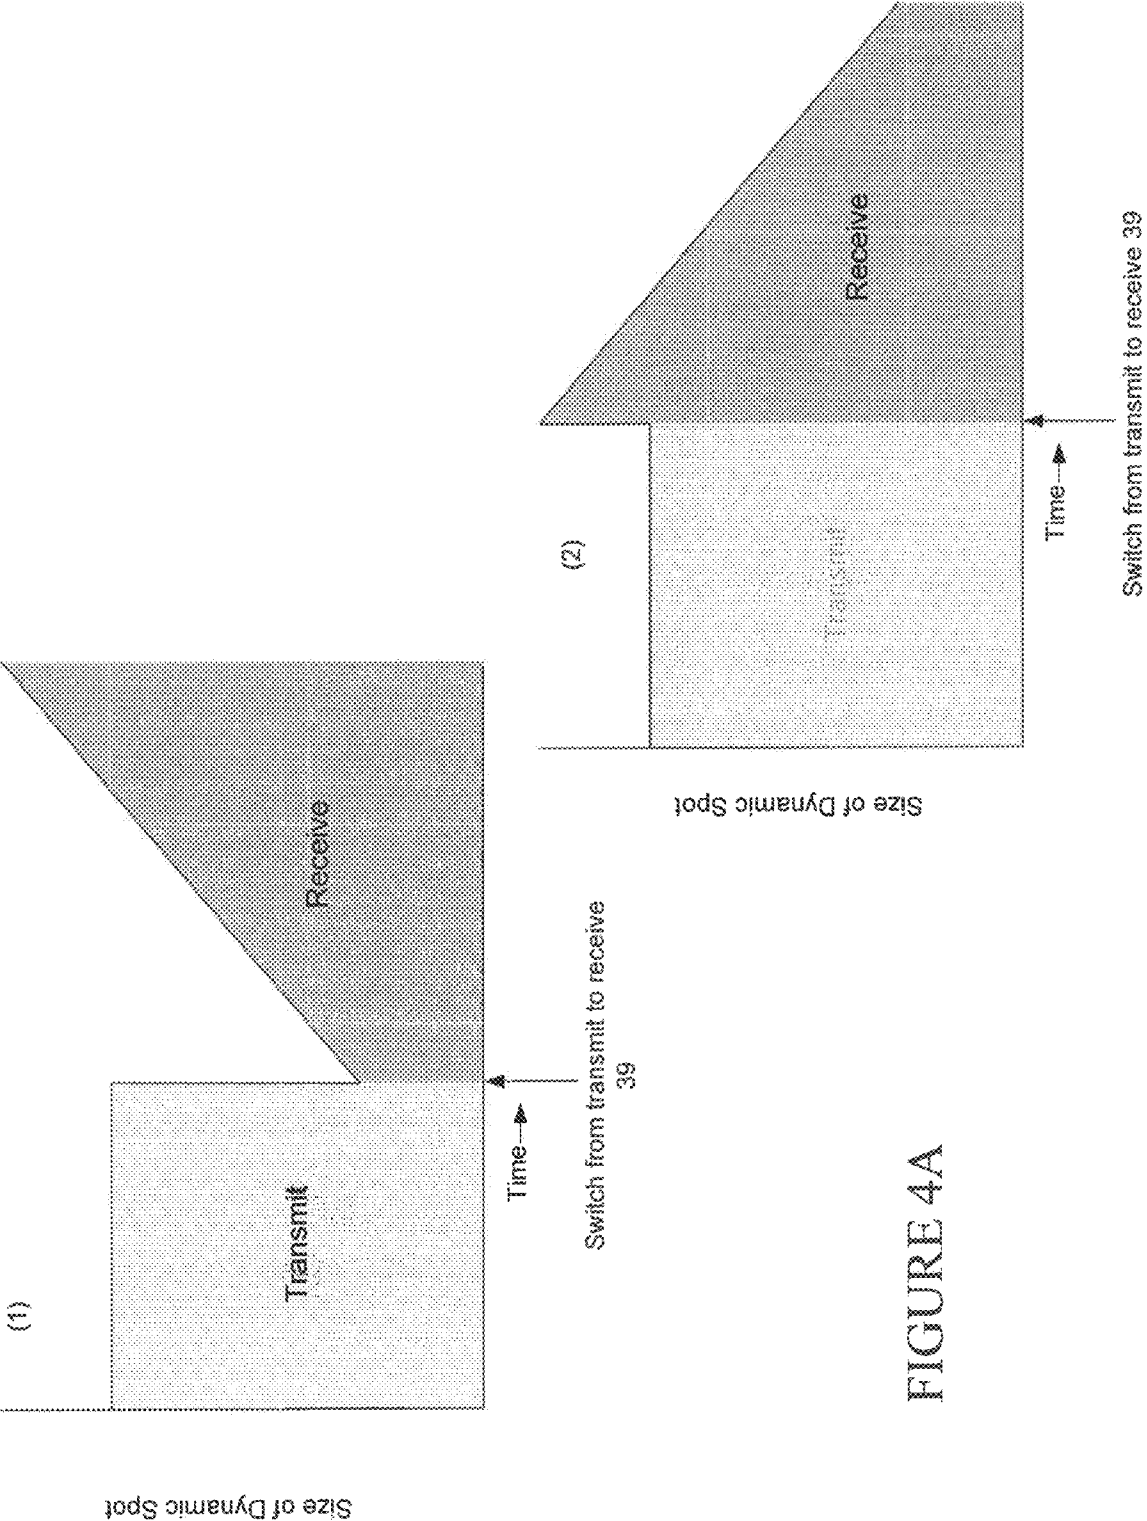 (1)
Size of Dynamic Spot
Transmit
Receive
Time
Switch from transmit to receive
39
(2)
Size of Dynamic Spot
Transmit
Receive
Time
Switch from transmit to receive 39
FIGURE 4A